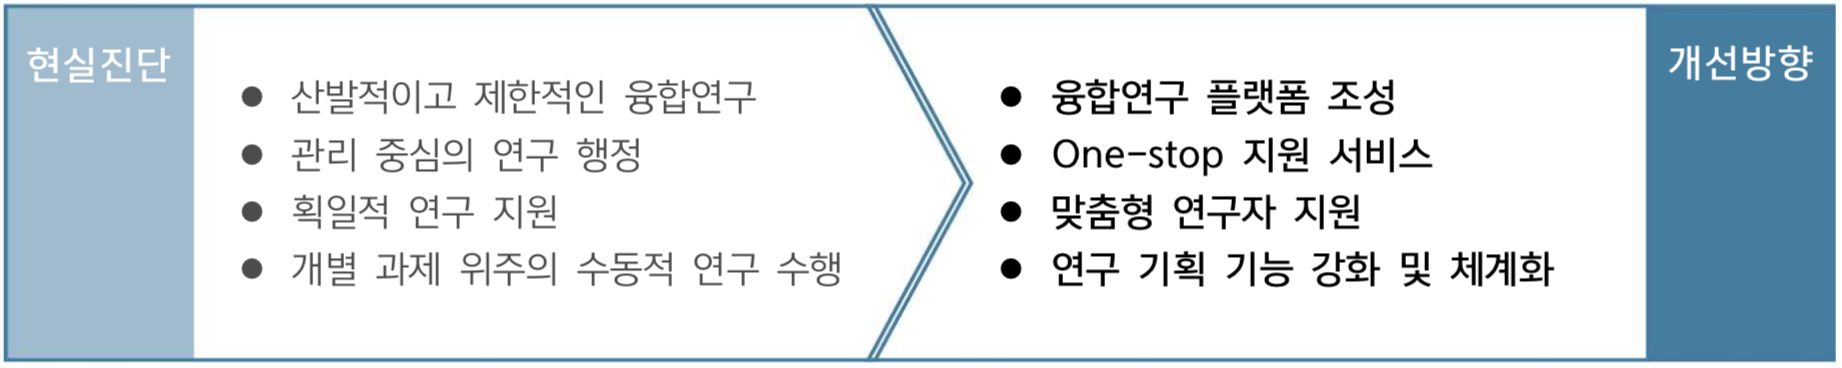 현실진단
● 산발적이고 제한적인 융합연구
● 관리 중심의 연구 행정
● 획일적 연구 지원
● 개별 과제 위주의 수동적 연구 수행
● 융합연구 플랫폼 조성
● One-stop 지원 서비스
● 맞춤형 연구자 지원
● 연구 기획 기능 강화 및 체계화
개선방향